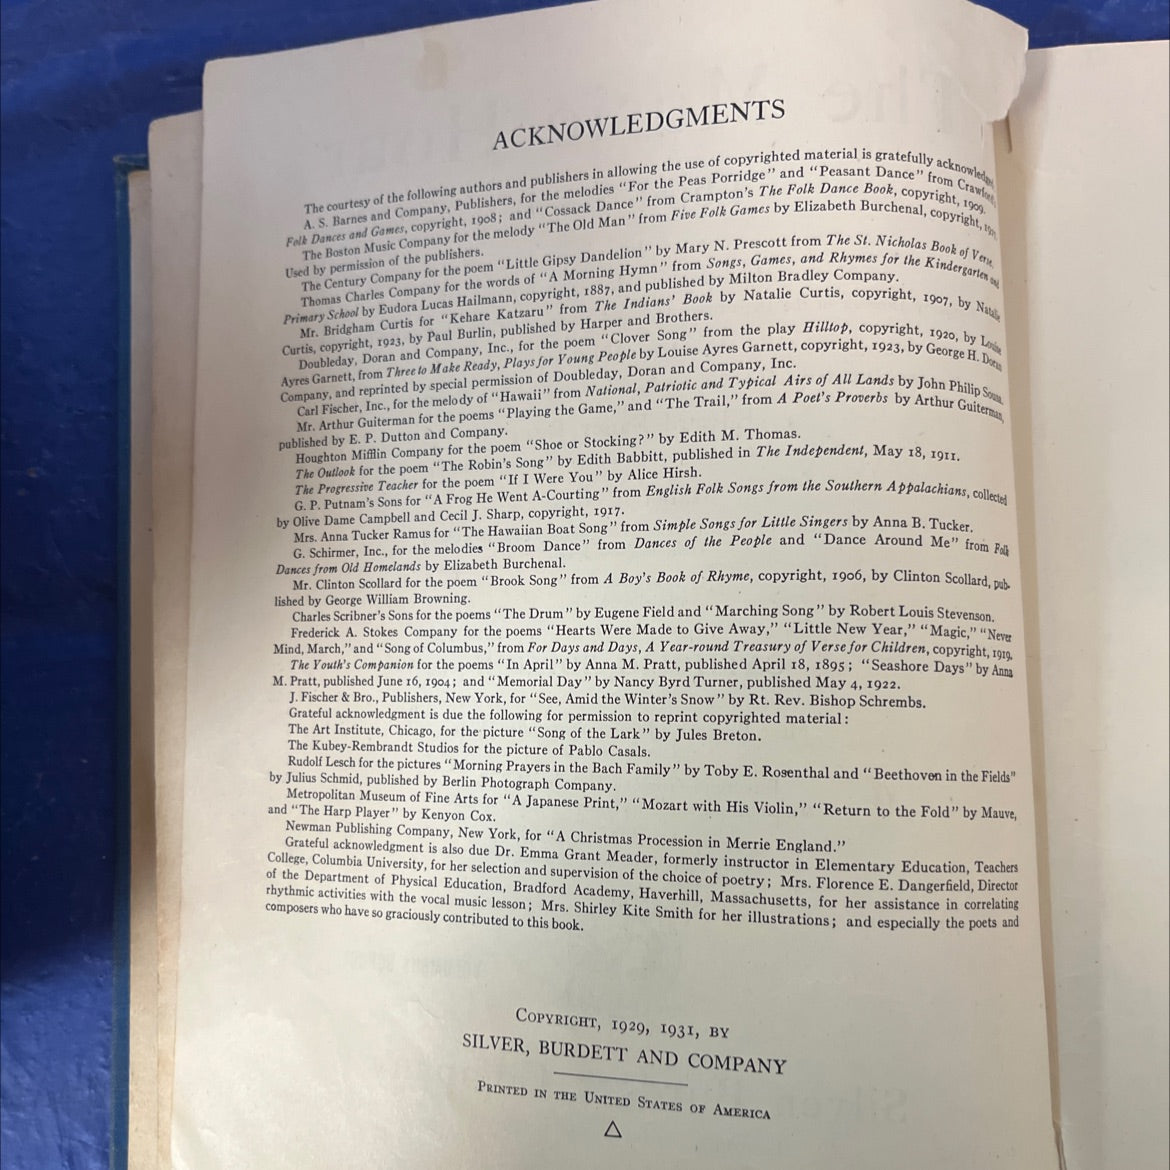 ACKNOWLEDGMENTS
The courtesy of the following authors and publishers in allowing the use of copyrighted material is gratefully acknowledged.
A. S. Barnes and Company, Publishers, for the melodies “For the Peas Porridge” and “Peasant Dance” from Crawford's
Folk Dances and Games, copyright, 1908; and “Cossack Dance” from Crampton's The Folk Dance Book, copyright, 1909.
The Boston Music Company for the melody “The Old Man” from Five Folk Games by Elizabeth Burchenal, copyright,
Used by permission of the publishers.
The Century Company for the poem “Little Gipsy Dandelion” by Mary N. Prescott from The St. Nicholas Book of Verse.
Thomas Charles Company for the words of “A Morning Hymn” from Songs, Games, and Rhymes for the Kindergarten and
Primary School by Eudora Lucas Hailmann, copyright, 1887, and published by Milton Bradley Company.
Mr. Bridgham Curtis for “Kehare Katzaru” from The Indians' Book by Natalie Curtis, copyright, 1907, by Natalie
Curtis, copyright, 1923, by Paul Burlin, published by Harper and Brothers.
Doubleday, Doran and Company, Inc., for the poem “Clover Song” from the play Hilltop, copyright, 1920, by Louise
Ayres Garnett, from Three to Make Ready, Plays for Young People by Louise Ayres Garnett, copyright, 1923, by George H. Doran
Company, and reprinted by special permission of Doubleday, Doran and Company, Inc.
Carl Fischer, Inc., for the melody of “Hawaii” from National, Patriotic and Typical Airs of All Lands by John Philip Sousa.
Mr. Arthur Guiterman for the poems “Playing the Game,” and “The Trail,” from A Poet's Proverbs by Arthur Guiterman,
published by E. P. Dutton and Company.
Houghton Mifflin Company for the poem “Shoe or Stocking?” by Edith M. Thomas.
The Outlook for the poem “The Robin's Song” by Edith Babbitt, published in The Independent, May 18, 1911.
The Progressive Teacher for the poem “If I Were You” by Alice Hirsh.
G. P. Putnam's Sons for “A Frog He Went A-Courting” from English Folk Songs from the Southern Appalachians, collected
by Olive Dame Campbell and Cecil J. Sharp, copyright, 1917.
Mrs. Anna Tucker Ramus for “The Hawaiian Boat Song” from Simple Songs for Little Singers by Anna B. Tucker.
G. Schirmer, Inc., for the melodies “Broom Dance” from Dances of the People and “Dance Around Me” from Folk
Dances from Old Homelands by Elizabeth Burchenal.
Mr. Clinton Scollard for the poem “Brook Song” from A Boy's Book of Rhyme, copyright, 1906, by Clinton Scollard, pub-
lished by George William Browning.
Charles Scribner's Sons for the poems “The Drum” by Eugene Field and “Marching Song” by Robert Louis Stevenson.
Frederick A. Stokes Company for the poems “Hearts Were Made to Give Away,” “Little New Year,” “Magic,” “Never
Mind, March,” and “Song of Columbus,” from For Days and Days, A Year-round Treasury of Verse for Children, copyright, 1919.
The Youth's Companion for the poems “In April” by Anna M. Pratt, published April 18, 1895; “Seashore Days” by Anna
M. Pratt, published June 16, 1904; and “Memorial Day” by Nancy Byrd Turner, published May 4, 1922.
J. Fischer & Bro., Publishers, New York, for “See, Amid the Winter's Snow” by Rt. Rev. Bishop Schrembs.
Grateful acknowledgment is due the following for permission to reprint copyrighted material:
The Art Institute, Chicago, for the picture “Song of the Lark” by Jules Breton.
The Kubey-Rembrandt Studios for the picture of Pablo Casals.
Rudolf Lesch for the pictures “Morning Prayers in the Bach Family” by Toby E. Rosenthal and “Beethoven in the Fields”
by Julius Schmid, published by Berlin Photograph Company.
Metropolitan Museum of Fine Arts for “A Japanese Print,” “Mozart with His Violin,” “Return to the Fold” by Mauve,
and “The Harp Player” by Kenyon Cox.
Newman Publishing Company, New York, for “A Christmas Procession in Merrie England.”
Grateful acknowledgment is also due Dr. Emma Grant Meader, formerly instructor in Elementary Education, Teachers
College, Columbia University, for her selection and supervision of the choice of poetry; Mrs. Florence E. Dangerfield, Director
of the Department of Physical Education, Bradford Academy, Haverhill, Massachusetts, for her assistance in correlating
rhythmic activities with the vocal music lesson; Mrs. Shirley Kite Smith for her illustrations; and especially the poets and
composers who have so graciously contributed to this book.
COPYRIGHT, 1929, 1931, BY
SILVER, BURDETT AND COMPANY
PRINTED IN THE UNITED STATES OF AMERICA